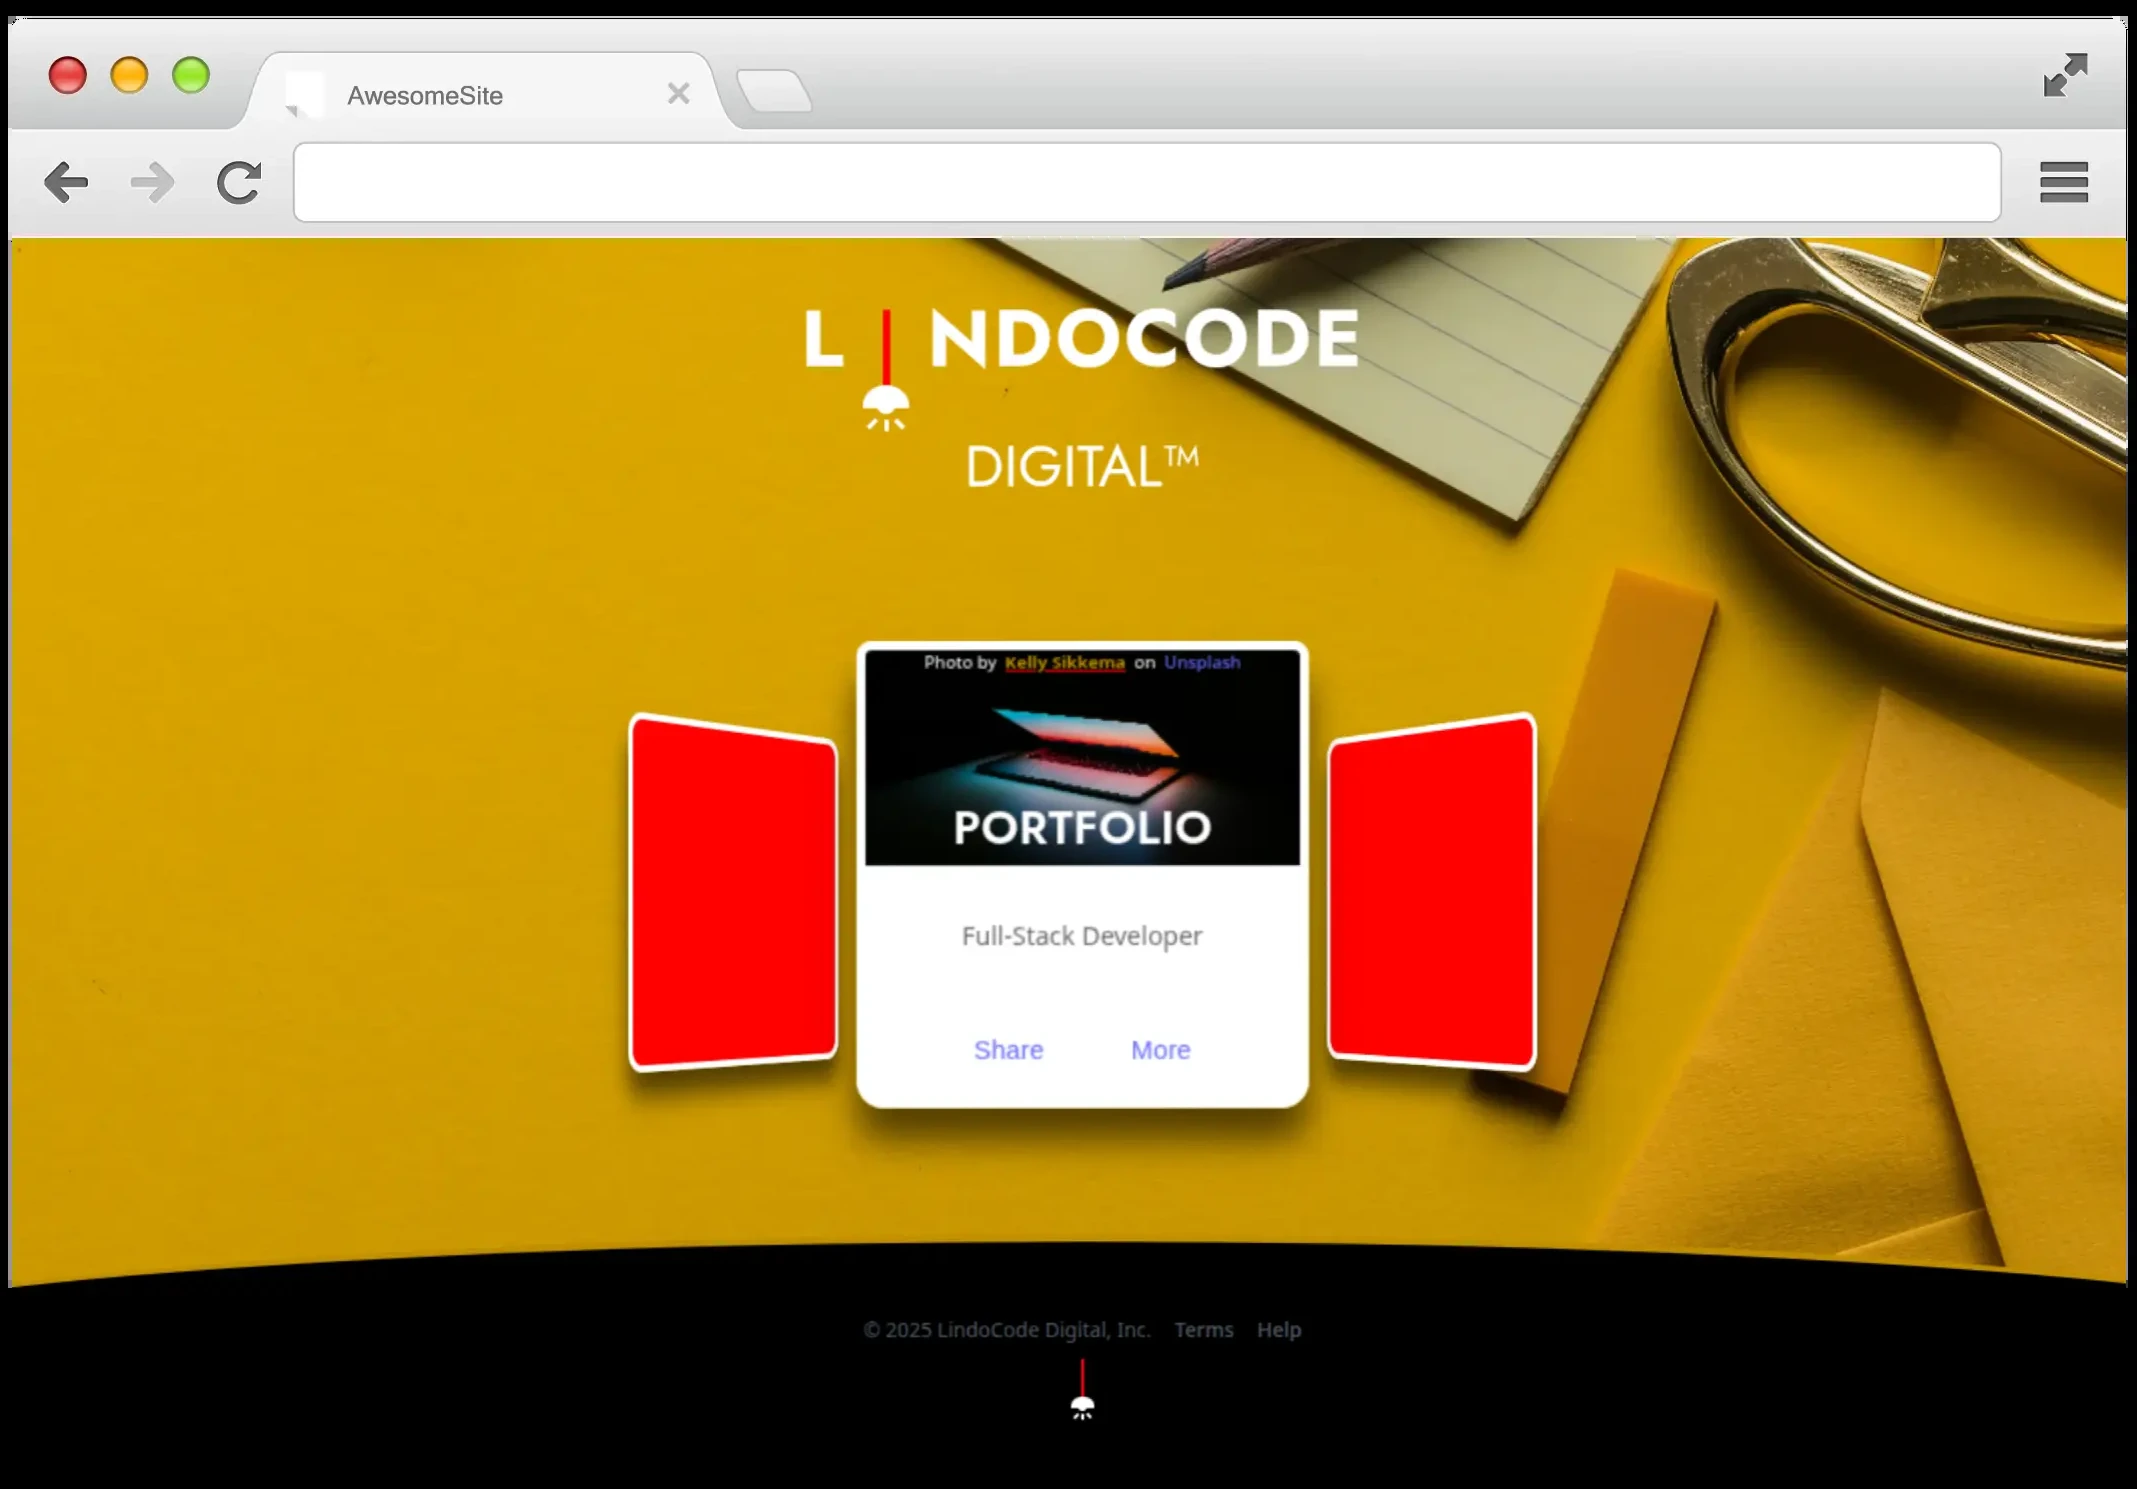 AwesomeSite
L NDOCODE
DIGITAL™
Photo by Kelly Sikkema on Unsplash
PORTFOLIO
Full-Stack Developer
Share More
© 2025 LindoCode Digital, Inc. Terms Help